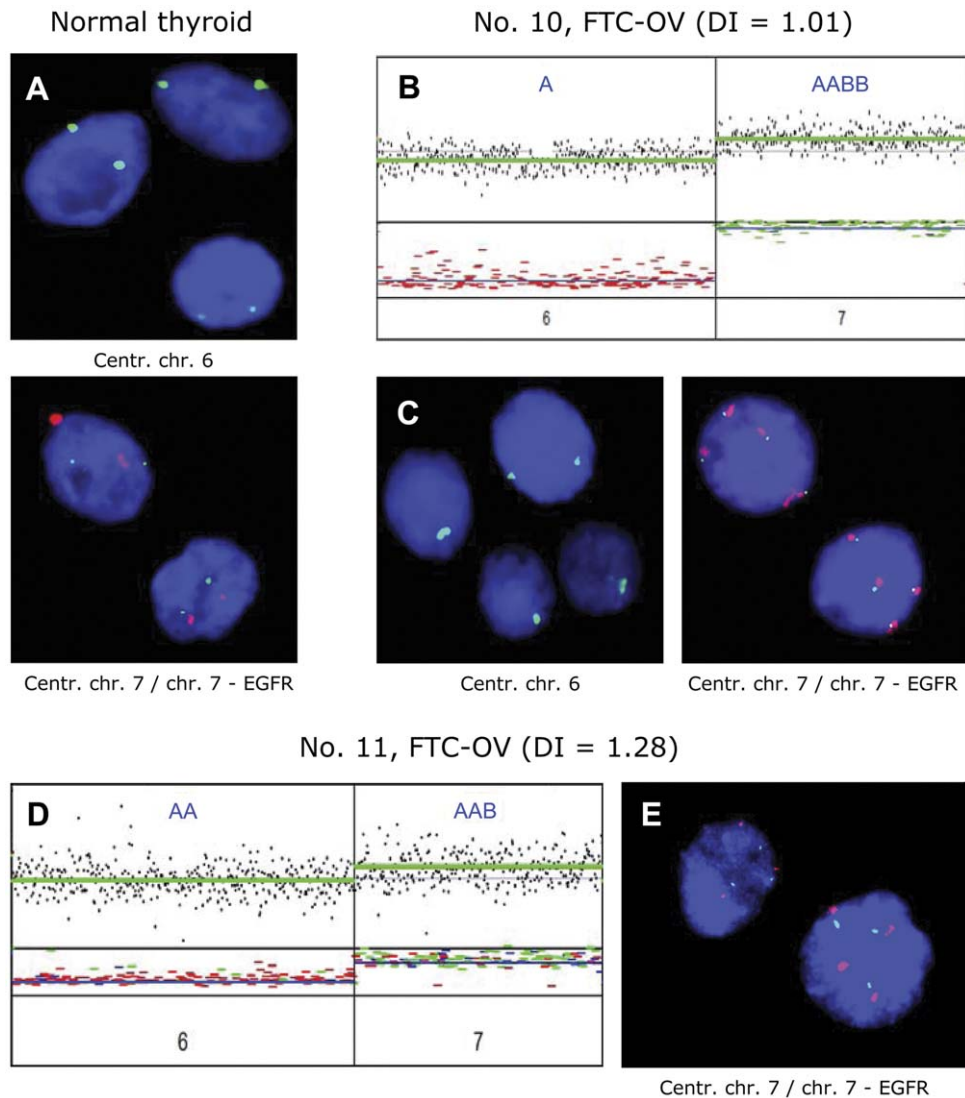 Normal thyroid
No. 10, FTC-OV (DI = 1.01)
A
B
A
AABB
6
7
Centr. chr. 6
C
Centr. chr. 7 / chr. 7 - EGFR
Centr. chr. 6
Centr. chr. 7 / chr. 7 - EGFR
No. 11, FTC-OV (DI = 1.28)
D
AA
AAB
E
6
7
Centr. chr. 7 / chr. 7 - EGFR